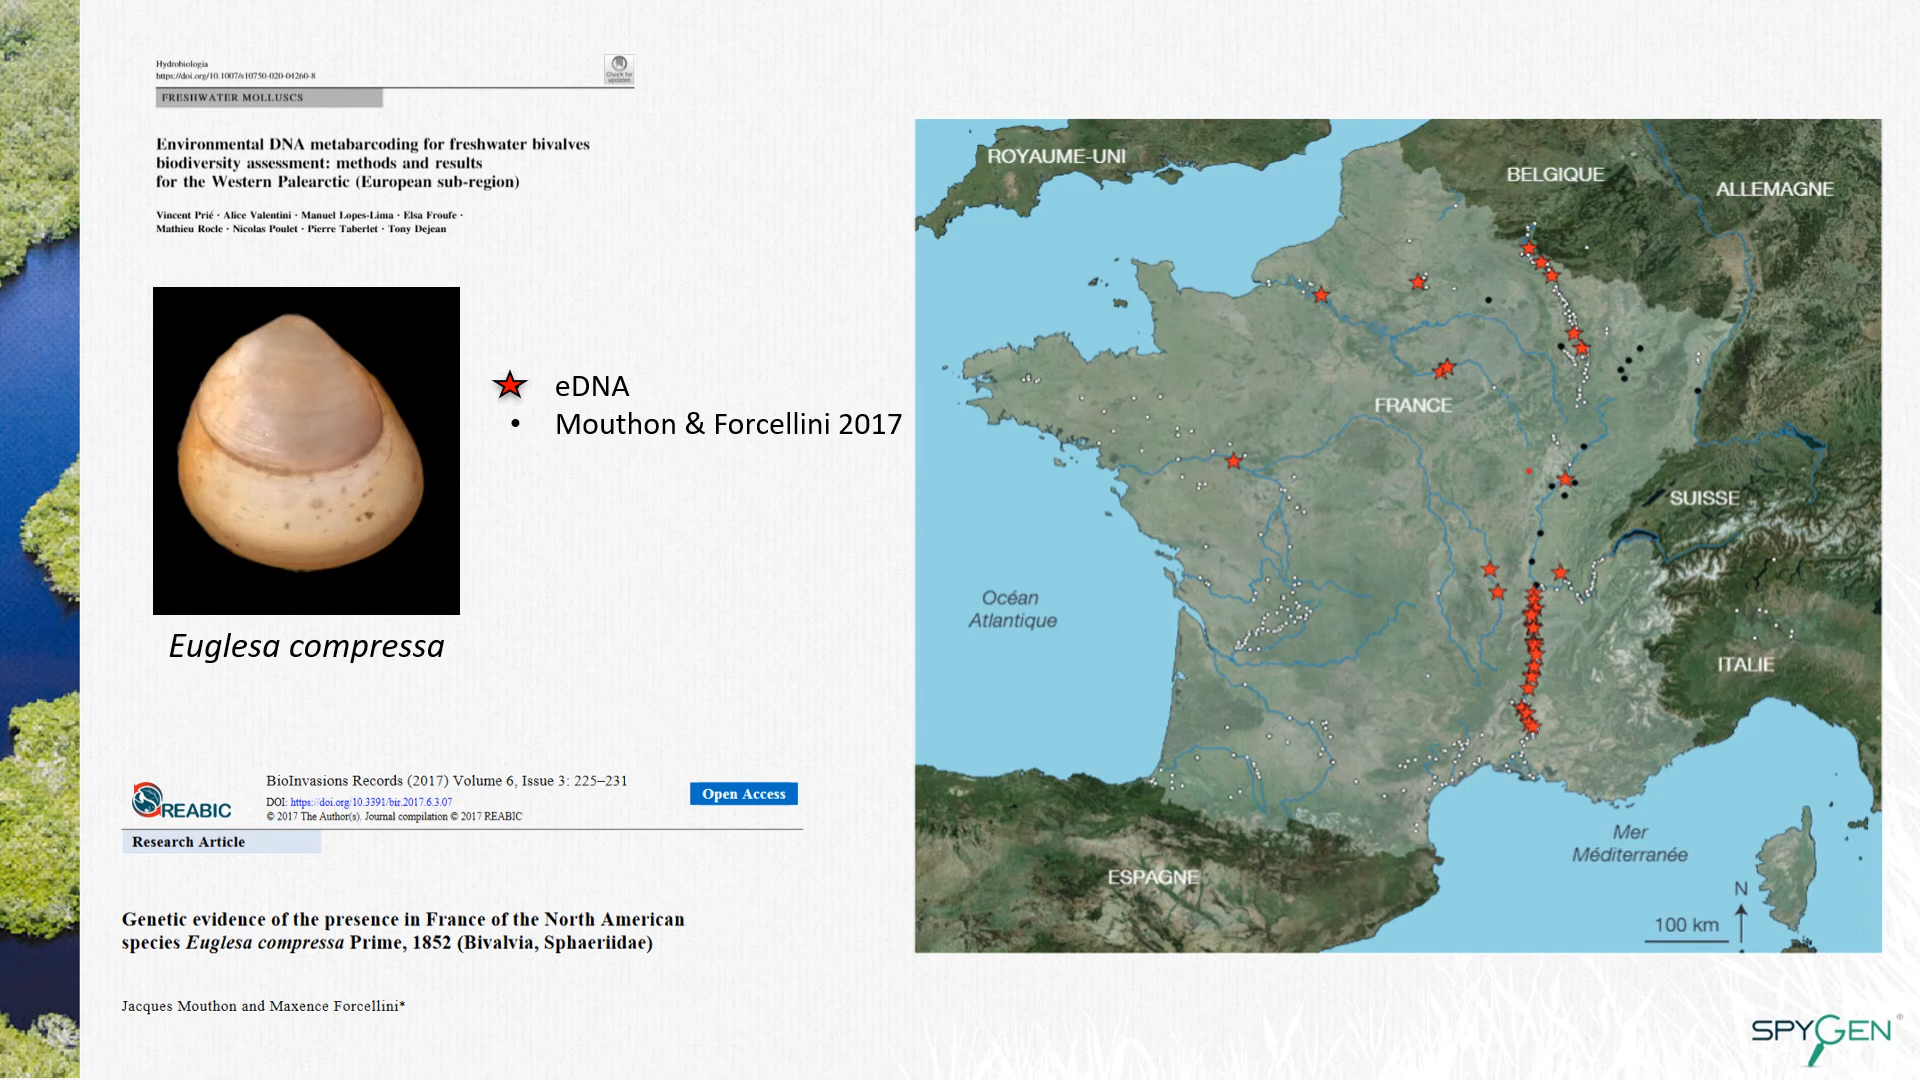 Hydrobiologia
https://doi.org/10.1007/s10750-020-04260-8
Check for
updates
FRESHWATER MOLLUSCS
Environmental DNA metabarcoding for freshwater bivalves
biodiversity assessment: methods and results
for the Western Palearctic (European sub-region)
Vincent Prié · Alice Valentini · Manuel Lopes-Lima · Elsa Froufe ·
Mathieu Rocle · Nicolas Poulet · Pierre Taberlet · Tony Dejean
eDNA
• Mouthon & Forcellini 2017
Euglesa compressa
REABIC
BioInvasions Records (2017) Volume 6, Issue 3: 225–231
DOI: https://doi.org/10.3391/bir.2017.6.3.07
© 2017 The Author(s). Journal compilation © 2017 REABIC
Open Access
Research Article
Genetic evidence of the presence in France of the North American
species Euglesa compressa Prime, 1852 (Bivalvia, Sphaeriidae)
Jacques Mouthon and Maxence Forcellini*
ROYAUME-UNI
BELGIQUE
ALLEMAGNE
FRANCE
SUISSE
Océan
Atlantique
ITALIE
Mer
Méditerranée
ESPAGNE
N
100 km
SPYGEN®